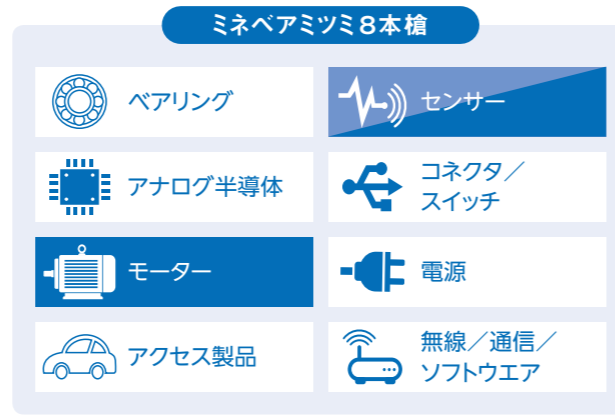 ミネベアミツミ8本槍
ベアリング
センサー
アナログ半導体
コネクタ／
スイッチ
モーター
電源
アクセス製品
無線／通信／
ソフトウエア